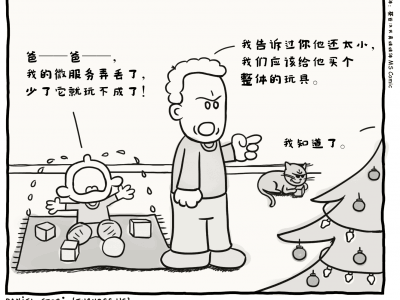 爸——爸——,
我的微服务弄丢了,
少了它就玩不成了!
我告诉过你他还太小,
我们应该给他买个
整体的玩具。
我知道了。